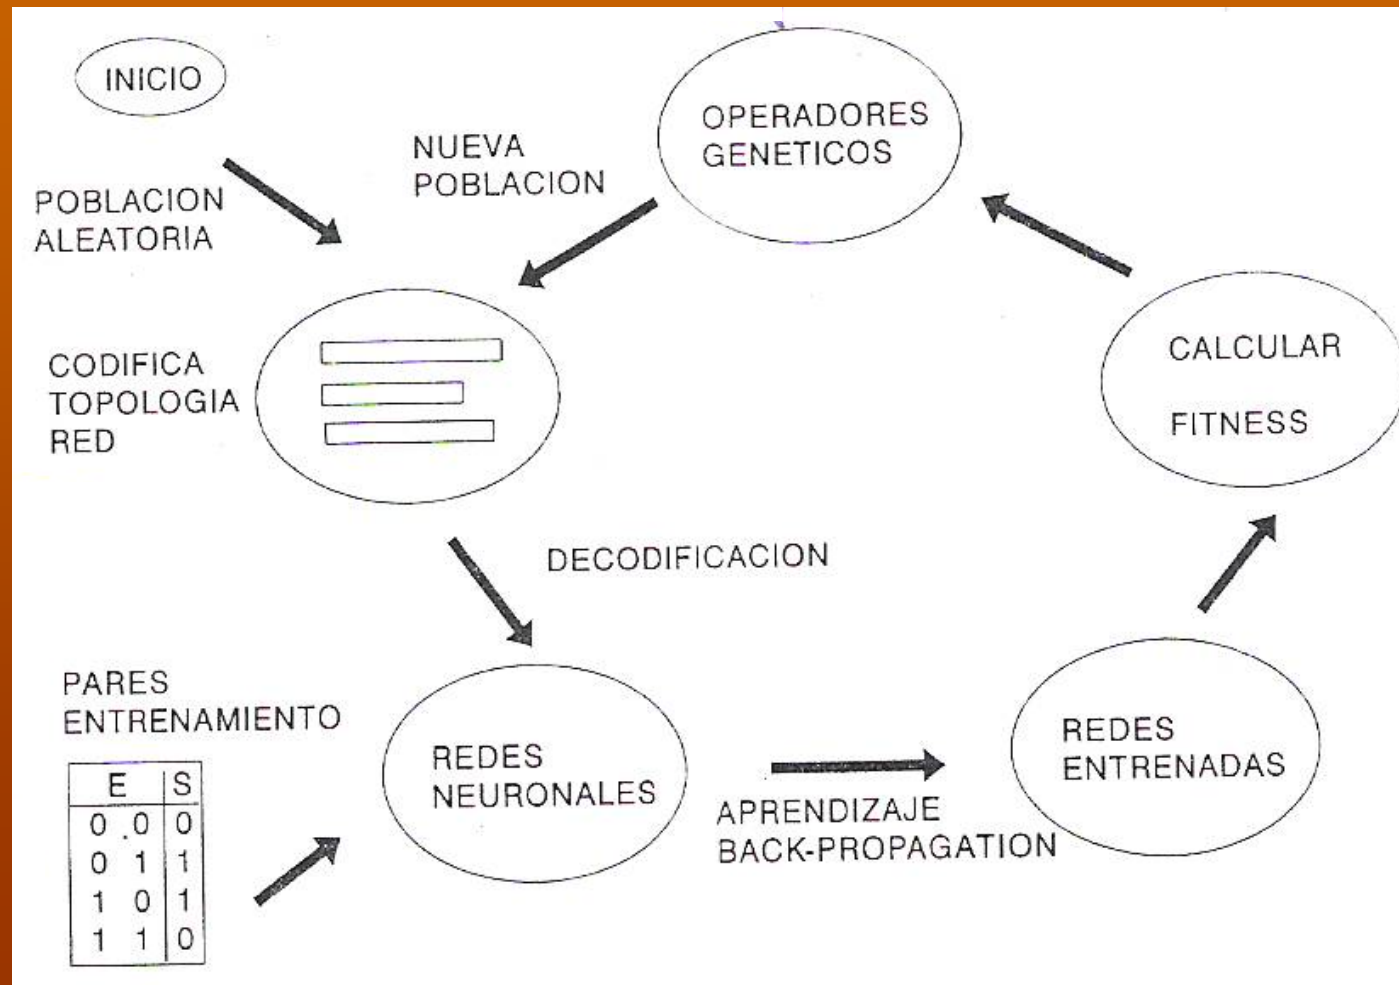 INICIO
POBLACION
ALEATORIA
NUEVA
POBLACION
OPERADORES
GENETICOS
CODIFICA
TOPOLOGIA
RED
CALCULAR
FITNESS
DECODIFICACION
PARES
ENTRENAMIENTO
E S
0 0 0
0 1 1
1 0 1
1 1 0
REDES
NEURONALES
APRENDIZAJE
BACK-PROPAGATION
REDES
ENTRENADAS